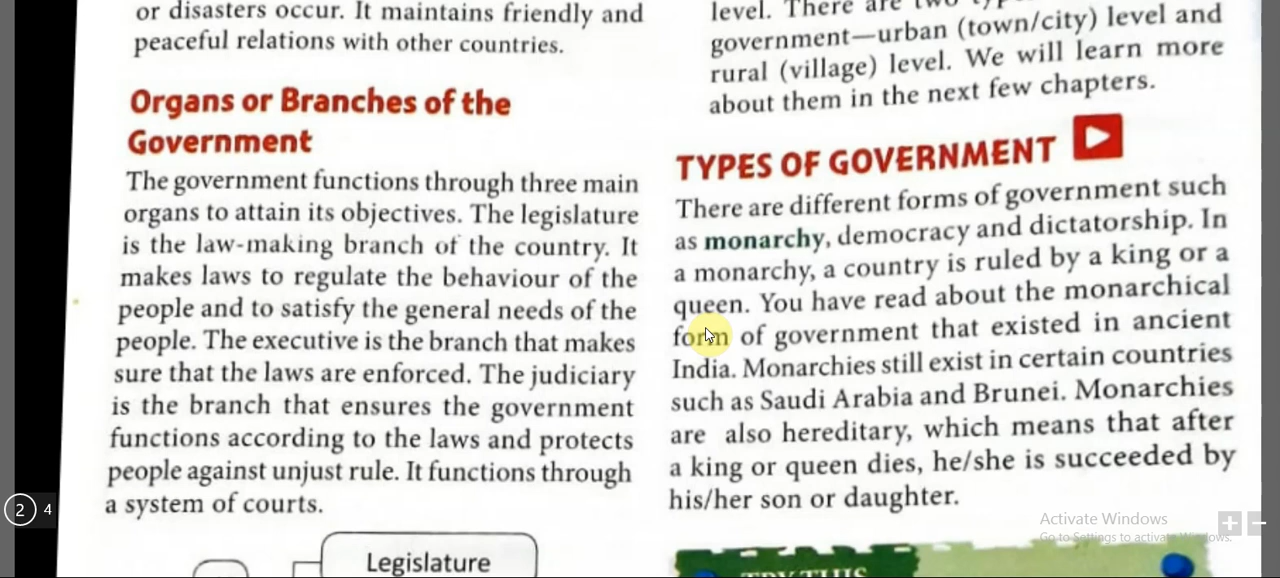 or disasters occur. It maintains friendly and
peaceful relations with other countries.
Organs or Branches of the
Government
The government functions through three main
organs to attain its objectives. The legislature
is the law-making branch of the country. It
makes laws to regulate the behaviour of the
people and to satisfy the general needs of the
people. The executive is the branch that makes
sure that the laws are enforced. The judiciary
is the branch that ensures the government
functions according to the laws and protects
people against unjust rule. It functions through
a system of courts.
Legislature
level. There are two
government—urban (town/city) level and
rural (village) level. We will learn more
about them in the next few chapters.
TYPES OF GOVERNMENT
There are different forms of government such
as monarchy, democracy and dictatorship. In
a monarchy, a country is ruled by a king or a
queen. You have read about the monarchical
form of government that existed in ancient
India. Monarchies still exist in certain countries
such as Saudi Arabia and Brunei. Monarchies
are also hereditary, which means that after
a king or queen dies, he/she is succeeded by
his/her son or daughter.
TRY THIS
2 4
Activate Windows
Go to Settings to activate Windows.